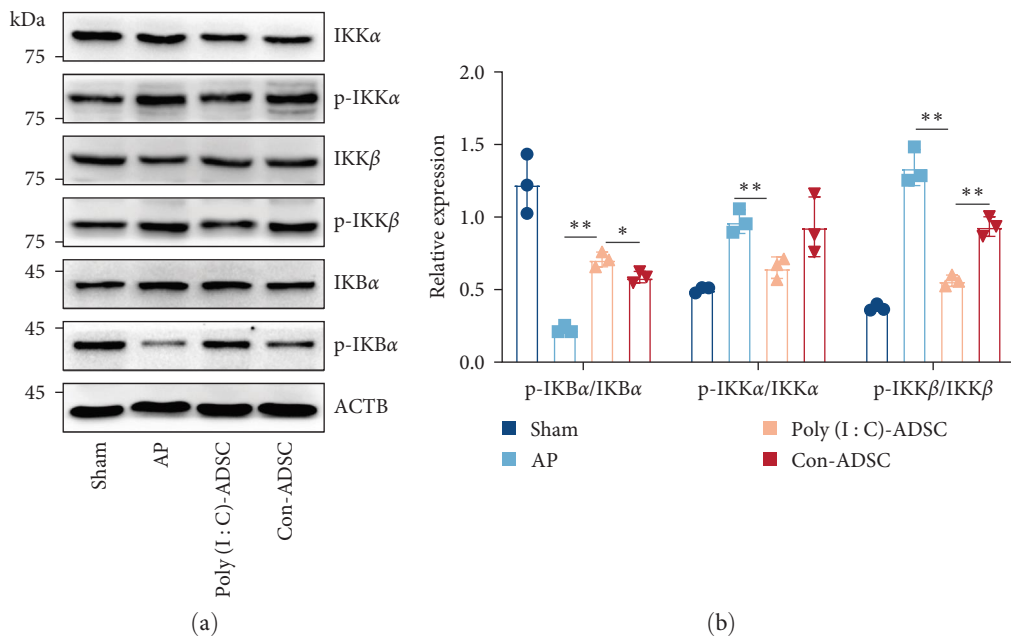 kDa
IKKα
75
p-IKKα
75
IKKβ
75
p-IKKβ
75
45
IKBα
45
p-IKBα
45
ACTB
Sham
AP
Poly (I : C)-ADSC
Con-ADSC
(a)
2.0
1.5
1.0
0.5
0.0
Relative expression
** * ** ** **
p-IKBα/IKBα p-IKKα/IKKα p-IKKβ/IKKβ
Sham Poly (I : C)-ADSC
AP Con-ADSC
(b)